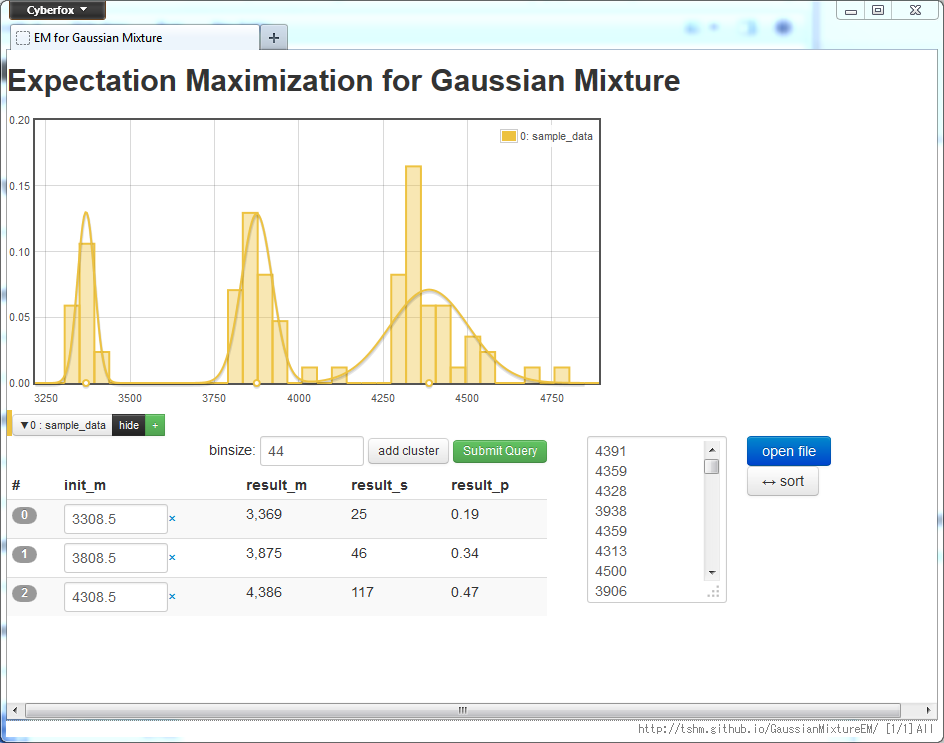 Cyberfox
EM for Gaussian Mixture
Expectation Maximization for Gaussian Mixture
0.20
0: sample_data
0.15
0.10
0.05
0.00
3250 3500 3750 4000 4250 4500 4750
▼0 : sample_data hide +
binsize: 44 add cluster Submit Query
# init_m result_m result_s result_p
0 3308.5 × 3,369 25 0.19
1 3808.5 × 3,875 46 0.34
2 4308.5 × 4,386 117 0.47
4391
4359
4328
3938
4359
4313
4500
3906
open file
↔ sort
http://tshm.github.io/GaussianMixtureEM/ [1/1] All